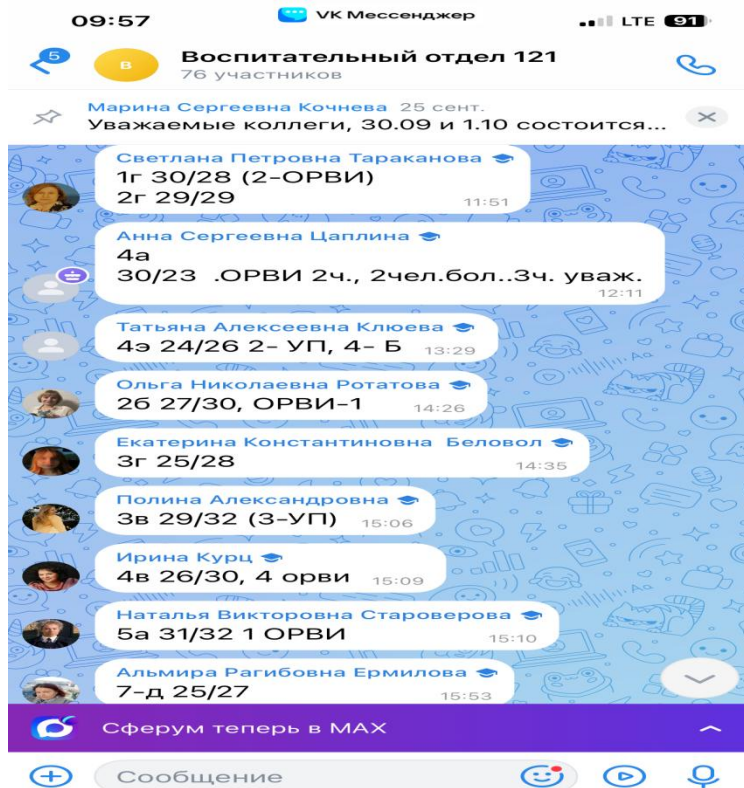 09:57
VK Мессенджер
LTE 91
5
В
Воспитательный отдел 121
76 участников
Марина Сергеевна Кочнева 25 сент.
Уважаемые коллеги, 30.09 и 1.10 состоится...
Светлана Петровна Тараканова
1г 30/28 (2-ОРВИ)
2г 29/29
11:51
Анна Сергеевна Цаплина
4а
30/23 .ОРВИ 2ч., 2чел.бол..3ч. уваж.
12:11
Татьяна Алексеевна Клюева
4э 24/26 2- УП, 4- Б 13:29
Ольга Николаевна Ротатова
2б 27/30, ОРВИ-1 14:26
Екатерина Константиновна Беловол
3г 25/28 14:35
Полина Александровна
3в 29/32 (3-УП) 15:06
Ирина Курц
4в 26/30, 4 орви 15:09
Наталья Викторовна Староверова
5а 31/32 1 ОРВИ 15:10
Альмира Рагибовна Ермилова
7-д 25/27 15:53
Сферум теперь в MAX
Сообщение